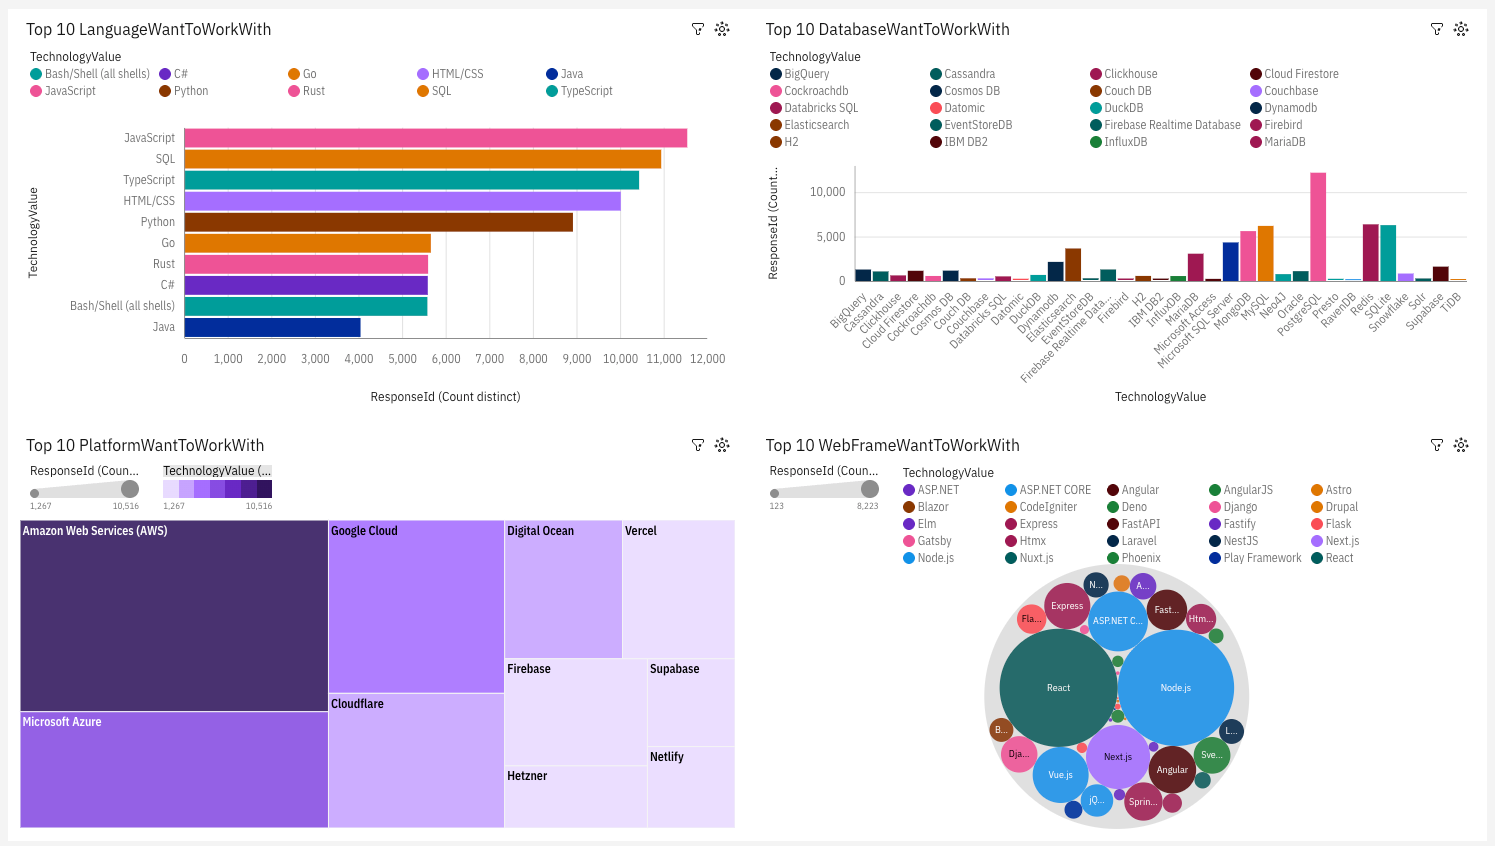 Top 10 LanguageWantToWorkWith
TechnologyValue
Bash/Shell (all shells) C# Go HTML/CSS Java
JavaScript Python Rust SQL TypeScript
TechnologyValue
JavaScript
SQL
TypeScript
HTML/CSS
Python
Go
Rust
C#
Bash/Shell (all shells)
Java
0 1,000 2,000 3,000 4,000 5,000 6,000 7,000 8,000 9,000 10,000 11,000 12,000
ResponseId (Count distinct)
Top 10 DatabaseWantToWorkWith
TechnologyValue
BigQuery Cassandra Clickhouse Cloud Firestore
Cockroachdb Cosmos DB Couch DB Couchbase
Databricks SQL Datomic DuckDB Dynamodb
Elasticsearch EventStoreDB Firebase Realtime Database Firebird
H2 IBM DB2 InfluxDB MariaDB
ResponseId (Count...
10,000
5,000
0
BigQuery
Cassandra
Clickhouse
Cloud Firestore
Cockroachdb
Cosmos DB
Couch DB
Couchbase
Databricks SQL
Datomic
DuckDB
Dynamodb
Elasticsearch
EventStoreDB
Firebase Realtime Data...
Firebird
H2
IBM DB2
InfluxDB
MariaDB
Microsoft Access
Microsoft SQL Server
MongoDB
MySQL
Neo4J
Oracle
PostgreSQL
Presto
RavenDB
Redis
SQLite
Snowflake
Solr
Supabase
TiDB
TechnologyValue
Top 10 PlatformWantToWorkWith
ResponseId (Coun... TechnologyValue (...
1,267 10,516 1,267 10,516
Amazon Web Services (AWS)
Microsoft Azure
Google Cloud
Cloudflare
Digital Ocean
Vercel
Firebase
Supabase
Hetzner
Netlify
Top 10 WebFrameWantToWorkWith
ResponseId (Coun...
123 8,223
TechnologyValue
ASP.NET ASP.NET CORE Angular AngularJS Astro
Blazor CodeIgniter Deno Django Drupal
Elm Express FastAPI Fastify Flask
Gatsby Htmx Laravel NestJS Next.js
Node.js Nuxt.js Phoenix Play Framework React
N... A...
Express Fast...
Fla... ASP.NET C... Htm...
React Node.js
B... L...
Dja... Next.js Sve...
Vue.js Angular
jQ... Sprin...